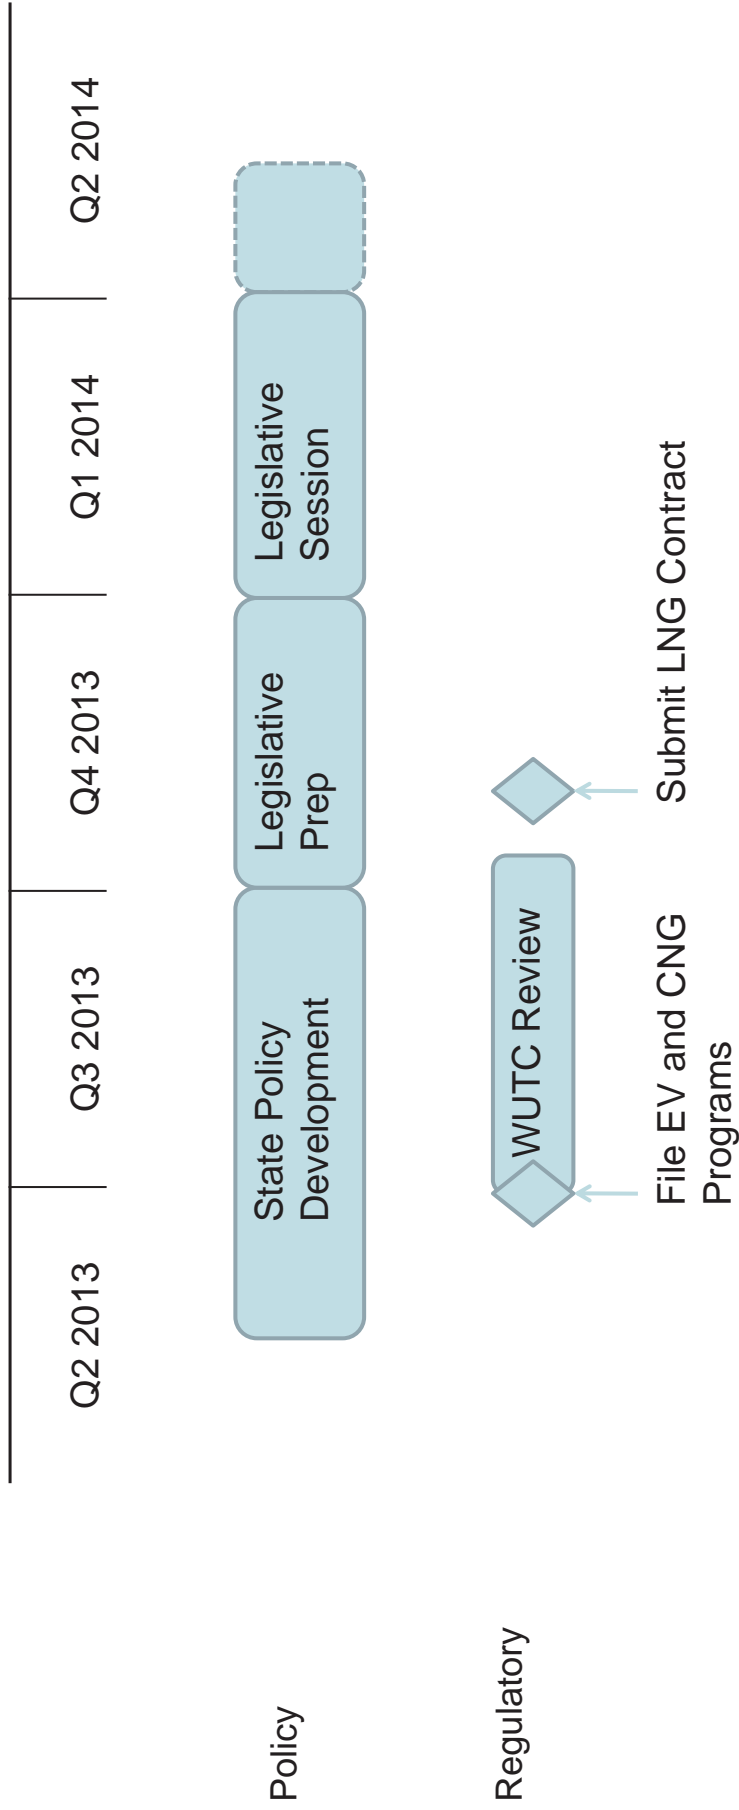 Q2 2013
Q3 2013
Q4 2013
Q1 2014
Q2 2014
Policy
State Policy
Development
Legislative
Prep
Legislative
Session
Regulatory
WUTC Review
File EV and CNG
Programs
Submit LNG Contract